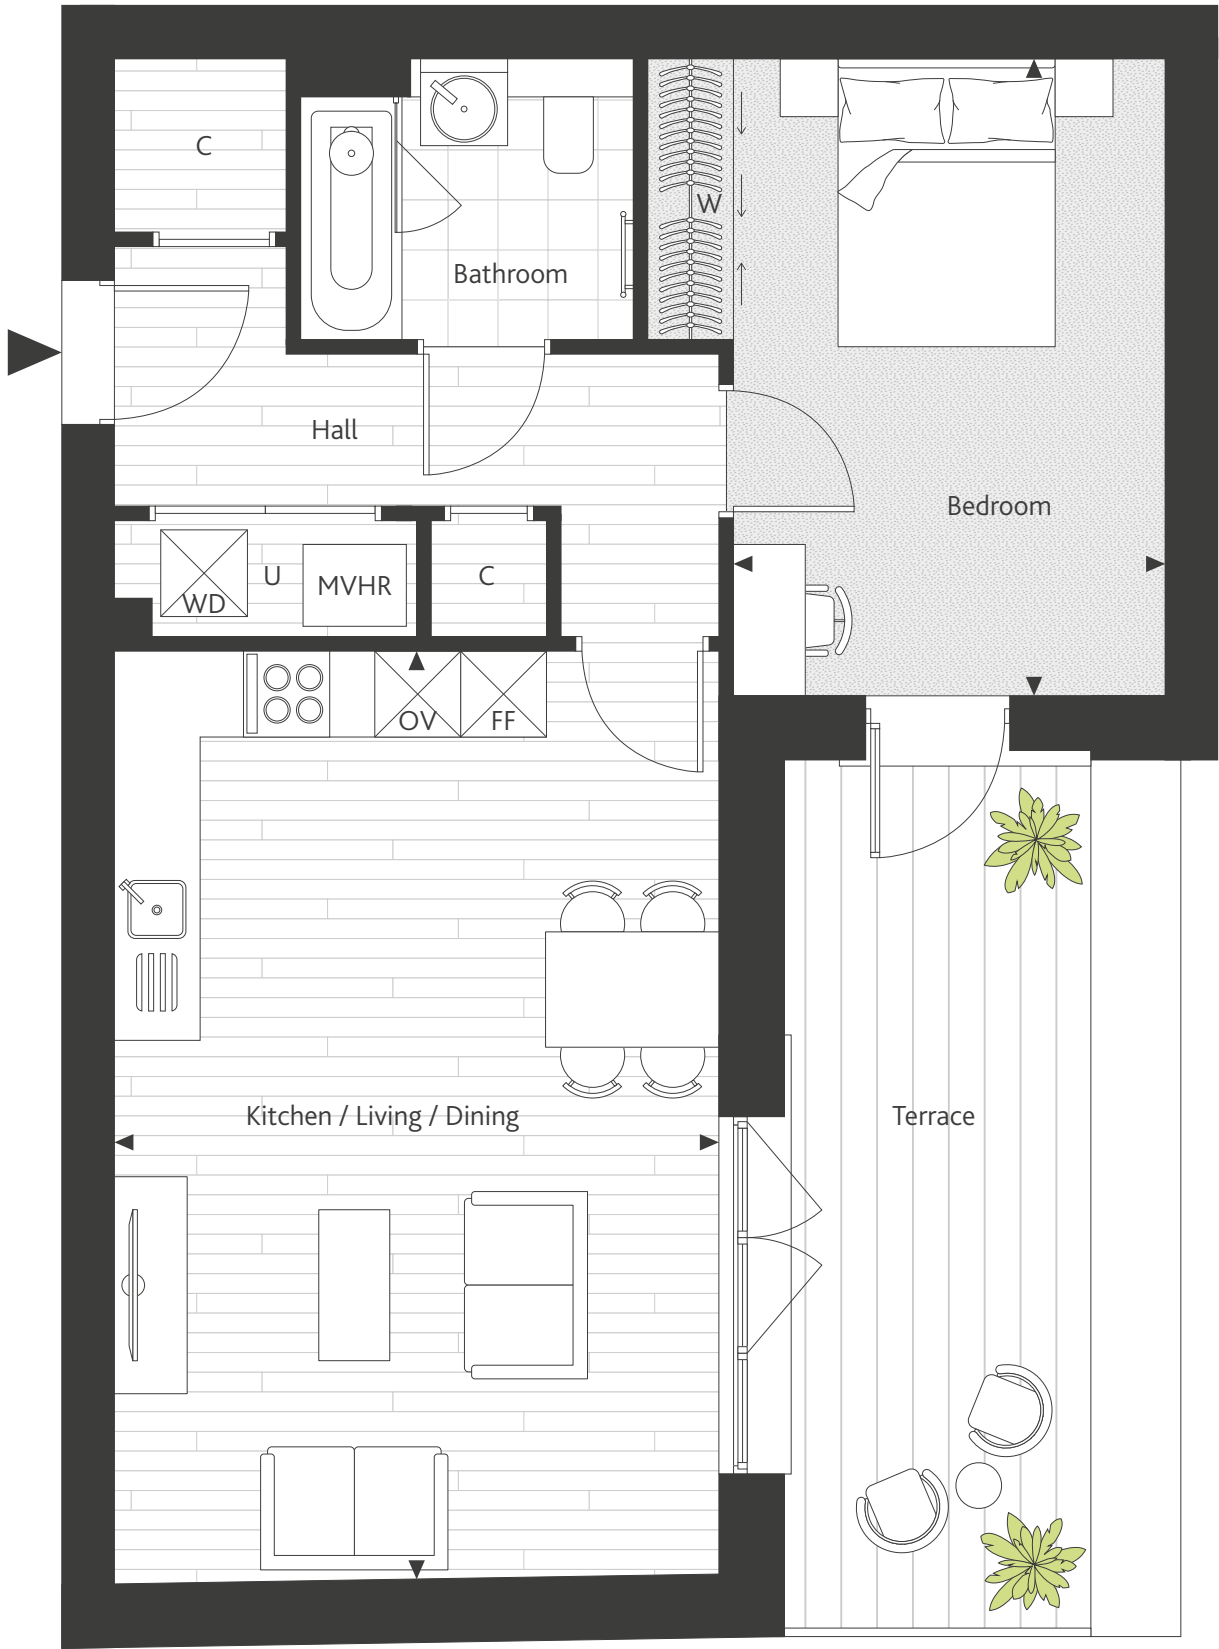 C
W
Bathroom
Hall
Bedroom
U
MVHR
WD
C
OV
FF
Kitchen / Living / Dining
Terrace